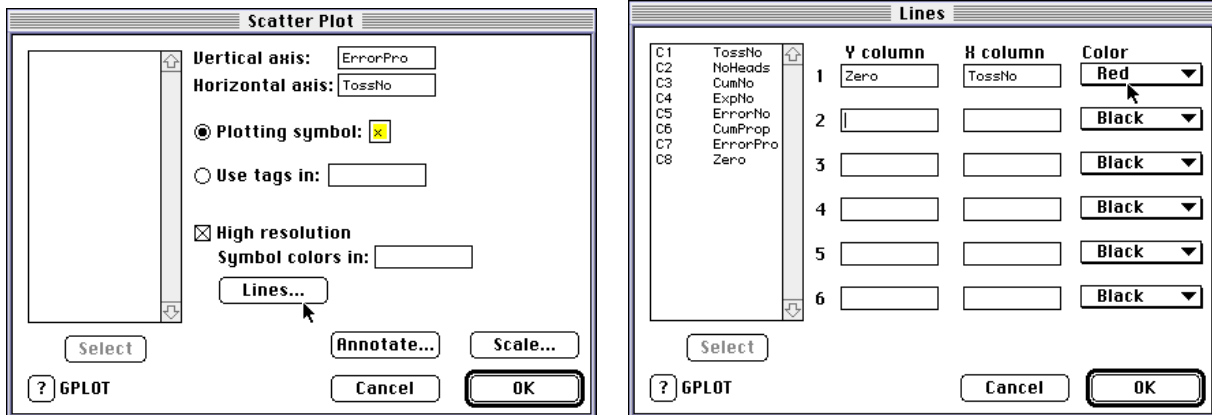 Scatter Plot
Vertical axis: ErrorPro
Horizontal axis: TossNo
Plotting symbol: x
Use tags in:
High resolution
Symbol colors in:
Lines...
Select
Annotate...
Scale...
? GPLOT
Cancel
OK
Lines
C1 TossNo
C2 NoHeads
C3 CumNo
C4 ExpNo
C5 ErrorNo
C6 CumProp
C7 ErrorPro
C8 Zero
Y column X column Color
1 Zero TossNo Red
2 Black
3 Black
4 Black
5 Black
6 Black
Select
? GPLOT
Cancel
OK